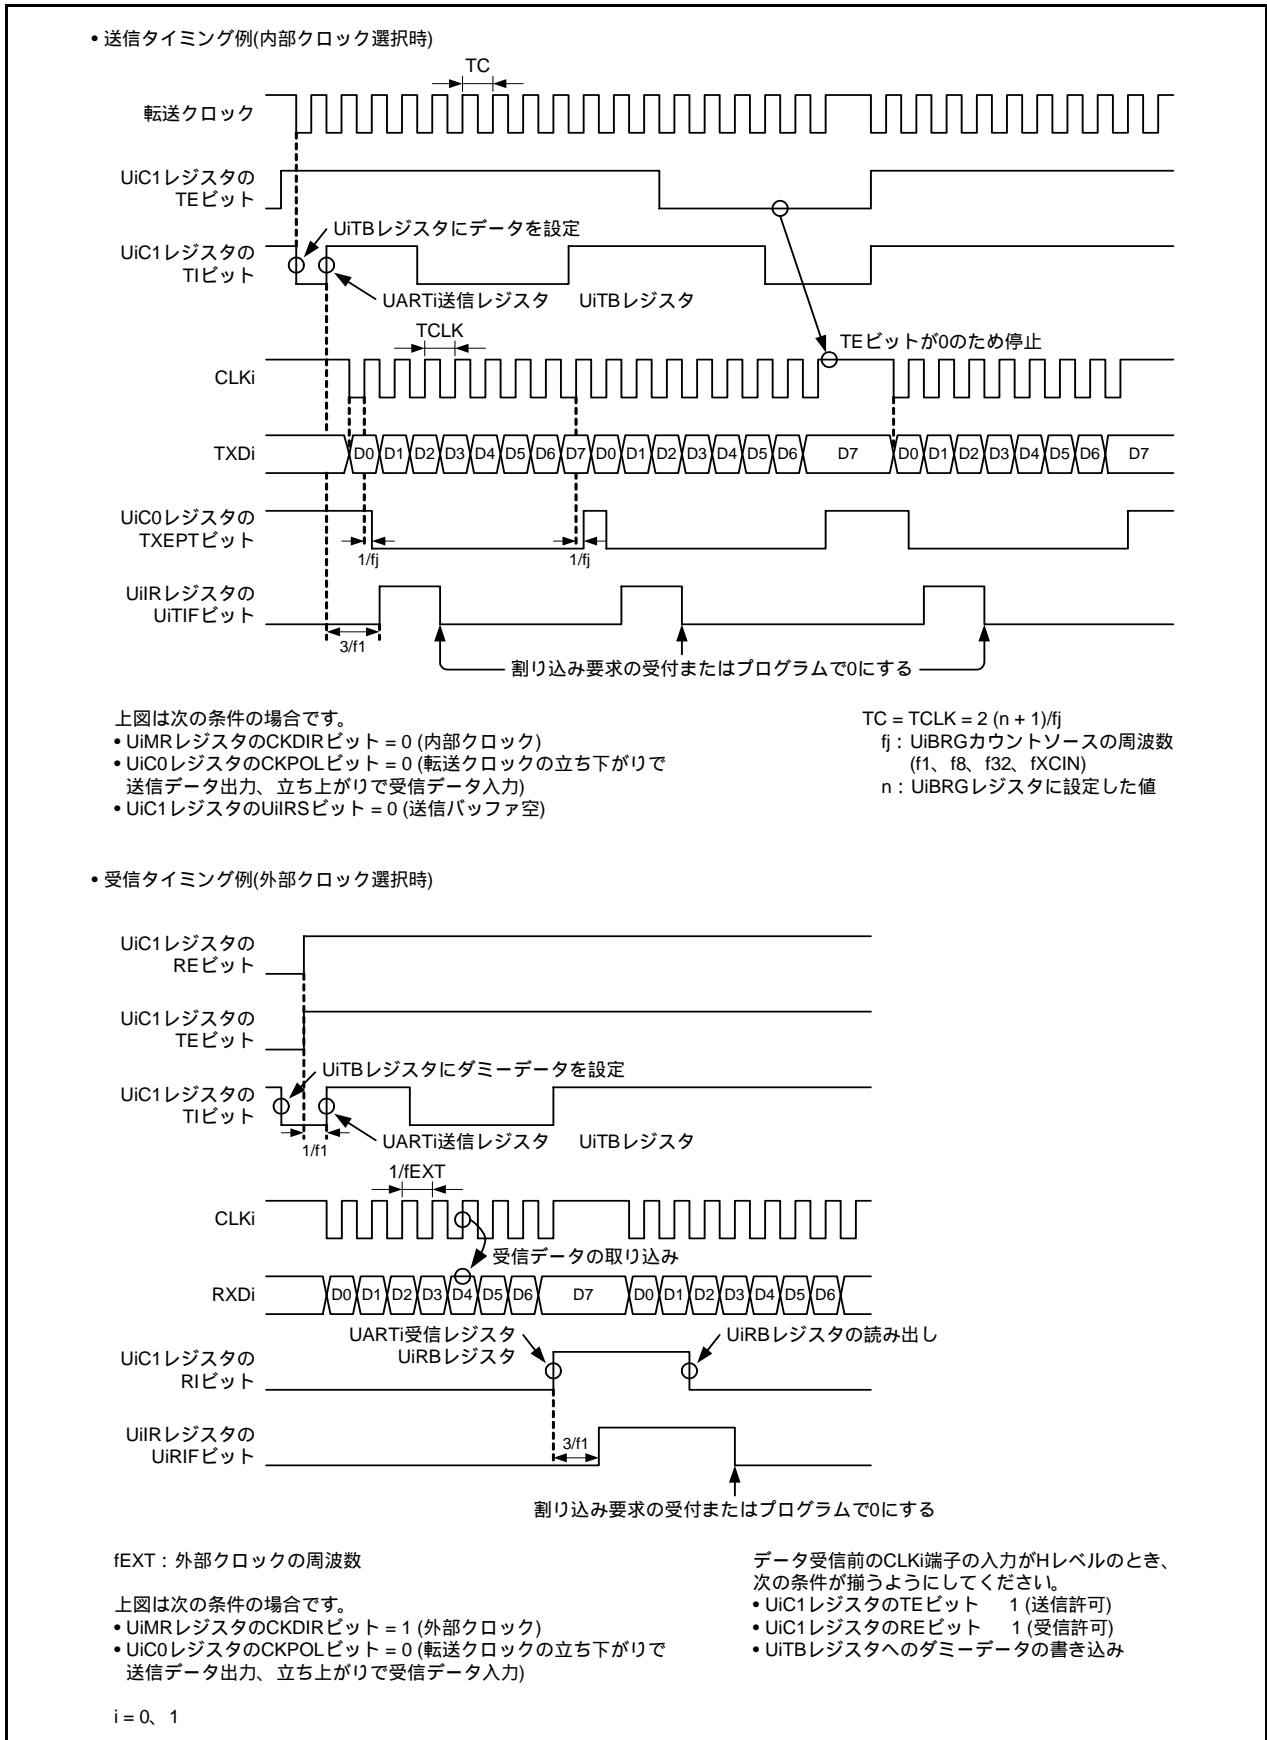 • 送信タイミング例(内部クロック選択時)
TC
転送クロック
UiC1レジスタの
TEビット
UiTBレジスタにデータを設定
UiC1レジスタの
TIビット
UARTi送信レジスタ UiTBレジスタ
TCLK
TEビットが0のため停止
CLKi
TXDi D0 D1 D2 D3 D4 D5 D6 D7 D0 D1 D2 D3 D4 D5 D6 D7 D0 D1 D2 D3 D4 D5 D6 D7
UiC0レジスタの
TXEPTビット
1/fj 1/fj
UiIRレジスタの
UiTIFビット
3/f1
割り込み要求の受付またはプログラムで0にする
上図は次の条件の場合です。
• UiMRレジスタのCKDIRビット = 0 (内部クロック)
• UiC0レジスタのCKPOLビット = 0 (転送クロックの立ち下がりで
送信データ出力、立ち上がりで受信データ入力)
• UiC1レジスタのUiIRSビット = 0 (送信バッファ空)
TC = TCLK = 2 (n + 1)/fj
fj : UiBRGカウントソースの周波数
(f1、f8、f32、fXCIN)
n : UiBRGレジスタに設定した値
• 受信タイミング例(外部クロック選択時)
UiC1レジスタの
REビット
UiC1レジスタの
TEビット
UiTBレジスタにダミーデータを設定
UiC1レジスタの
TIビット
1/f1
UARTi送信レジスタ UiTBレジスタ
1/fEXT
CLKi
受信データの取り込み
RXDi D0 D1 D2 D3 D4 D5 D6 D7 D0 D1 D2 D3 D4 D5 D6
UARTi受信レジスタ
UiRBレジスタ
UiRBレジスタの読み出し
UiC1レジスタの
RIビット
UiIRレジスタの
UiRIFビット
3/f1
割り込み要求の受付またはプログラムで0にする
fEXT : 外部クロックの周波数
上図は次の条件の場合です。
• UiMRレジスタのCKDIRビット = 1 (外部クロック)
• UiC0レジスタのCKPOLビット = 0 (転送クロックの立ち下がりで
送信データ出力、立ち上がりで受信データ入力)
データ受信前のCLKi端子の入力がHレベルのとき、
次の条件が揃うようにしてください。
• UiC1レジスタのTEビット 1 (送信許可)
• UiC1レジスタのREビット 1 (受信許可)
• UiTBレジスタへのダミーデータの書き込み
i = 0、1